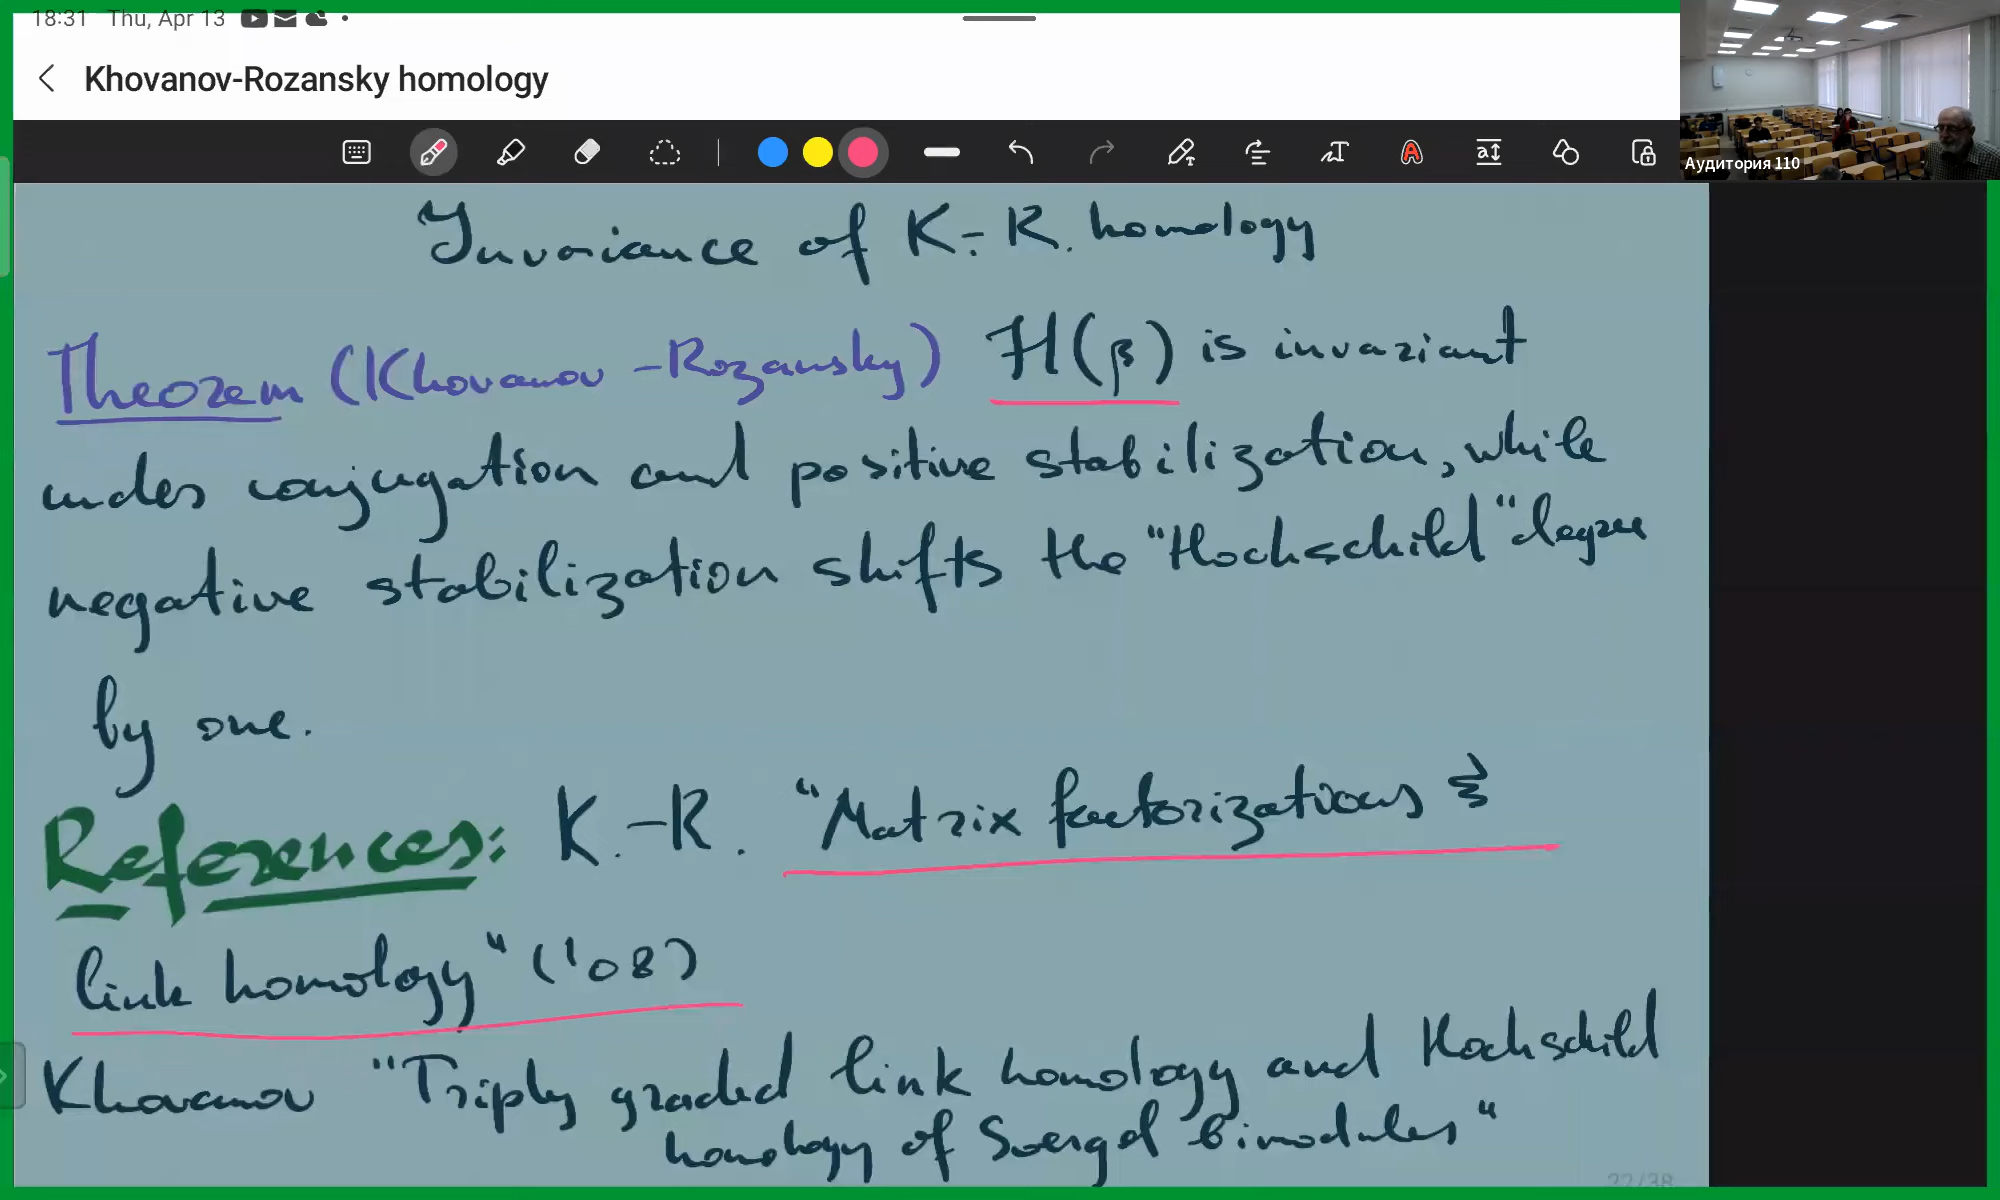 18:31 Thu, Apr 13
Khovanov-Rozansky homology
Аудитория 110
Invariance of K.-R. homology
Theorem (Khovanov-Rozansky) H(β) is invariant
under conjugation and positive stabilization, while
negative stabilization shifts the "Hochschild" degree
by one.
References: K.-R. "Matrix factorizations &
link homology" ('08)
Khovanov "Triply graded link homology and Hochschild
homology of Soergel bimodules"